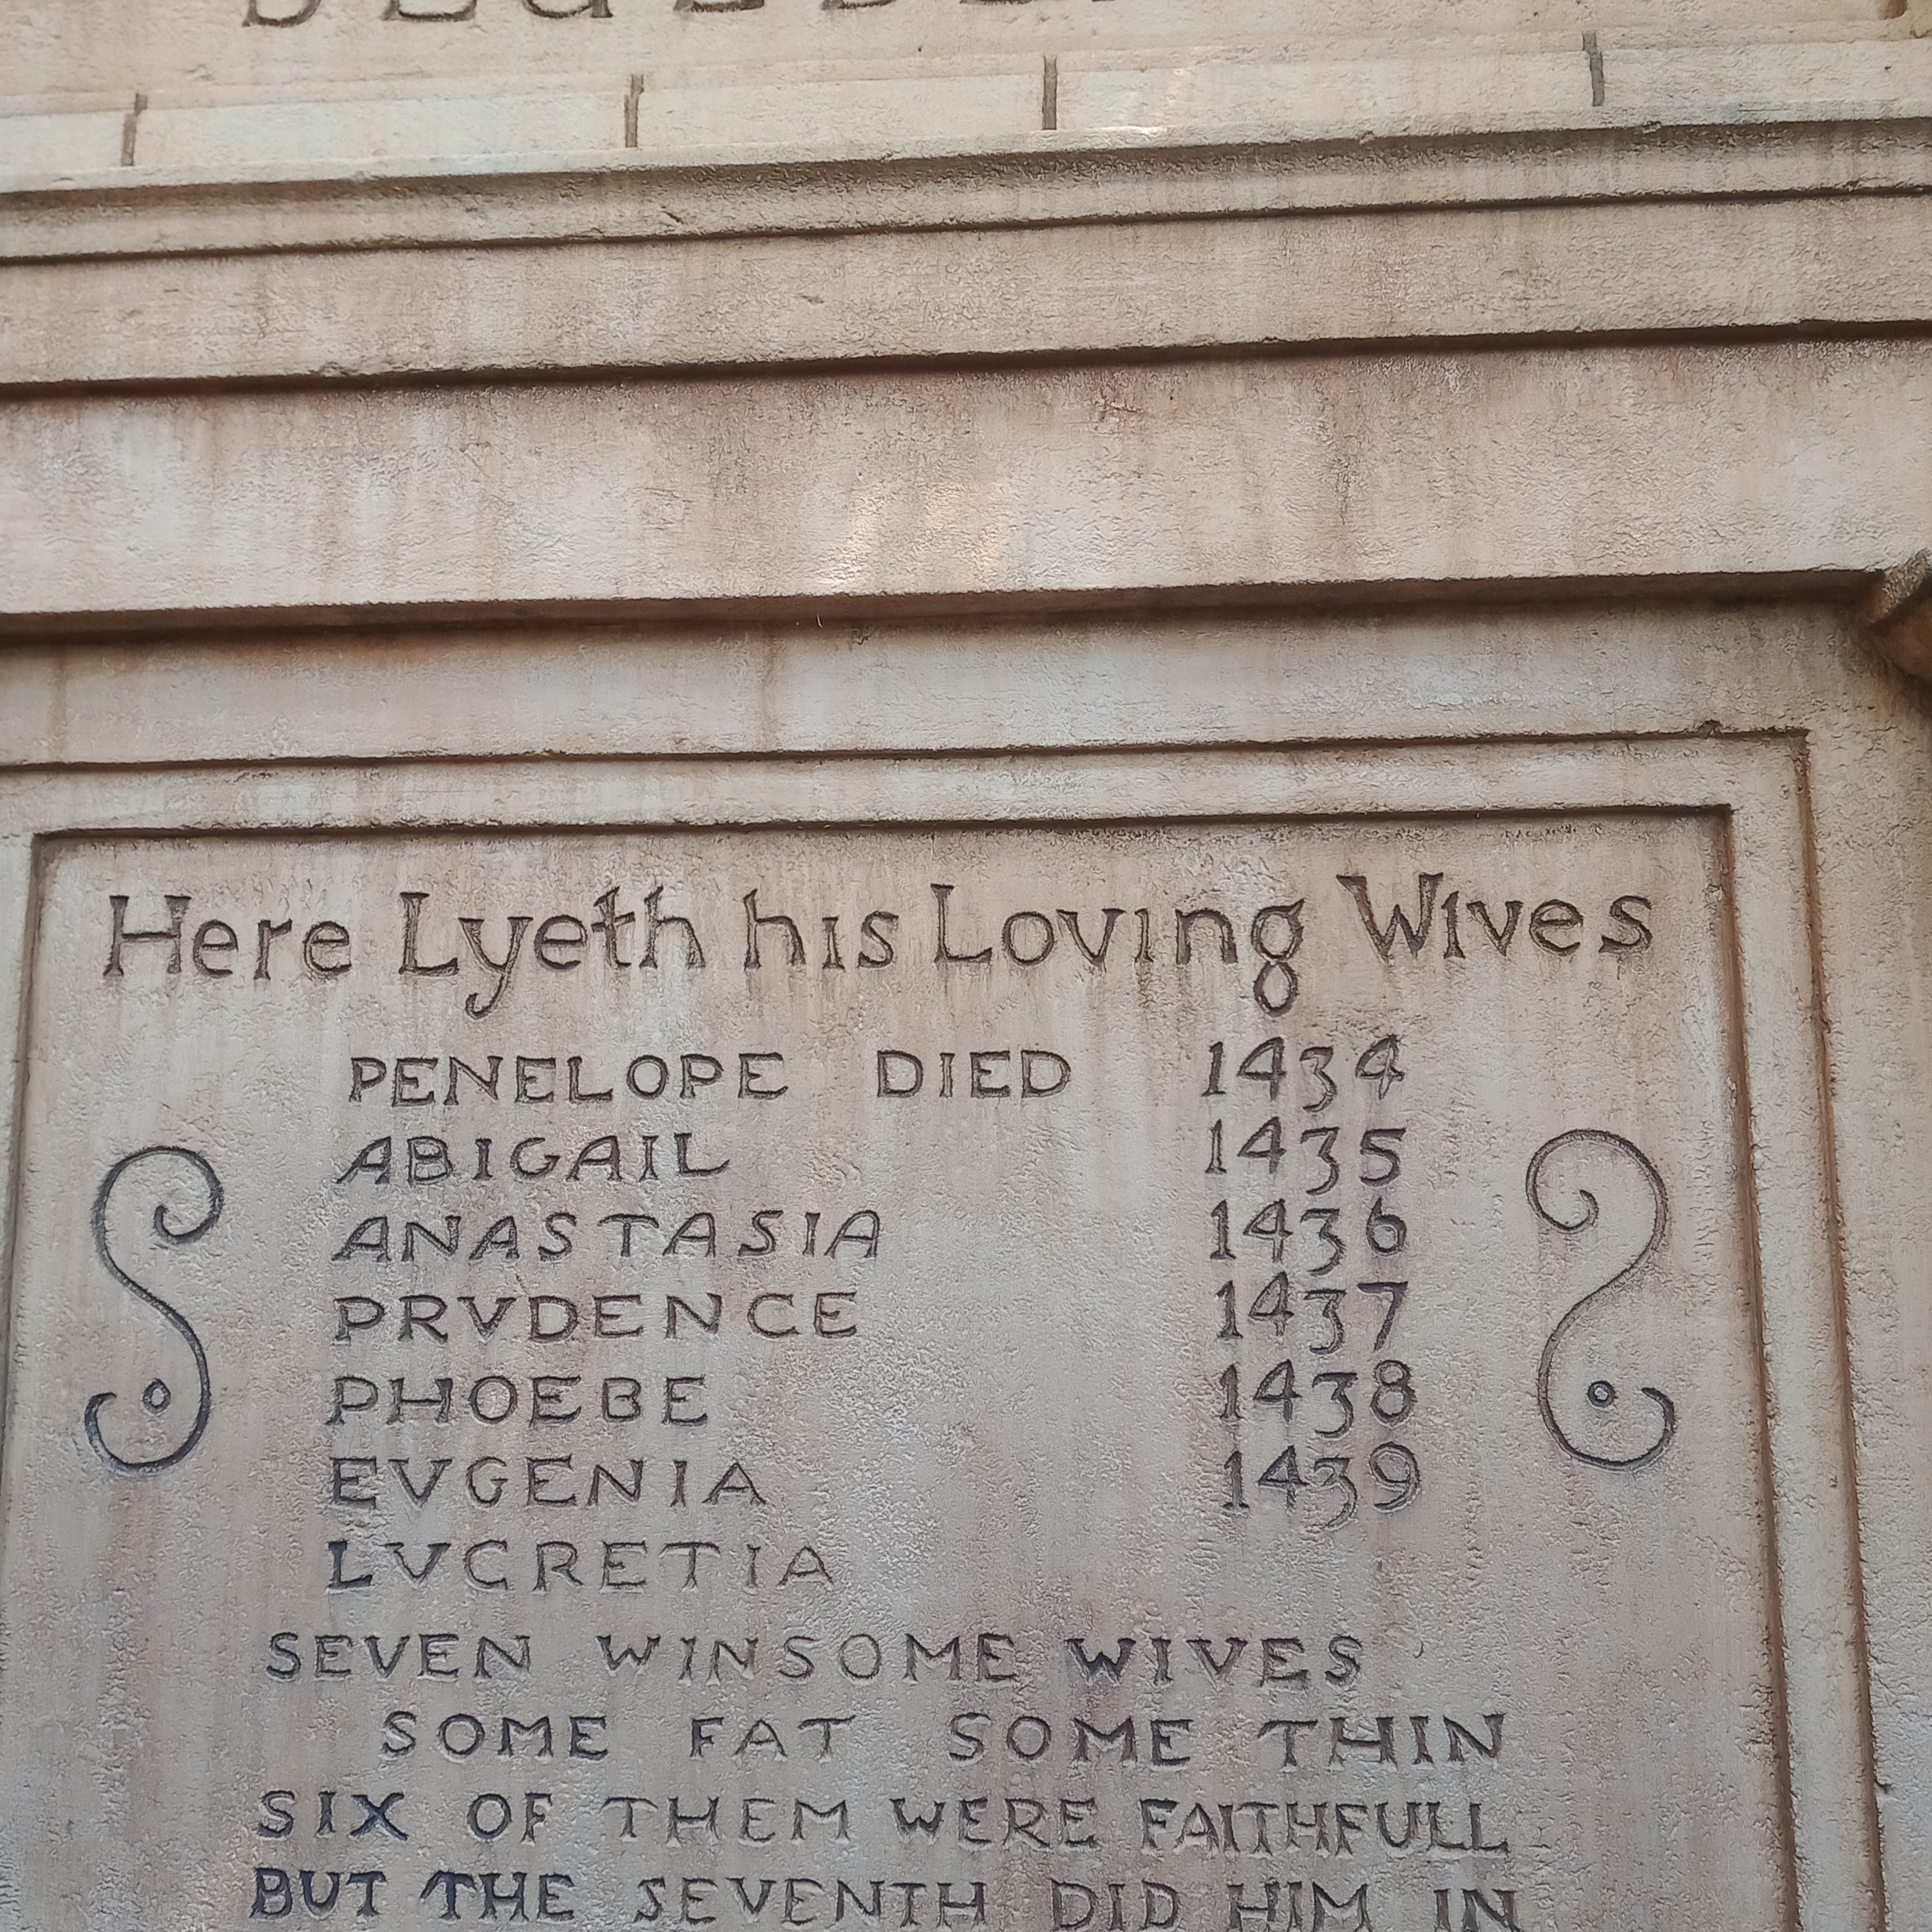 Here Lyeth his Loving Wives
PENELOPE DIED 1434
ABIGAIL 1435
ANASTASIA 1436
PRVDENCE 1437
PHOEBE 1438
EVGENIA 1439
LVCRETIA
SEVEN WINSOME WIVES
SOME FAT SOME THIN
SIX OF THEM WERE FAITHFULL
BUT THE SEVENTH DID HIM IN